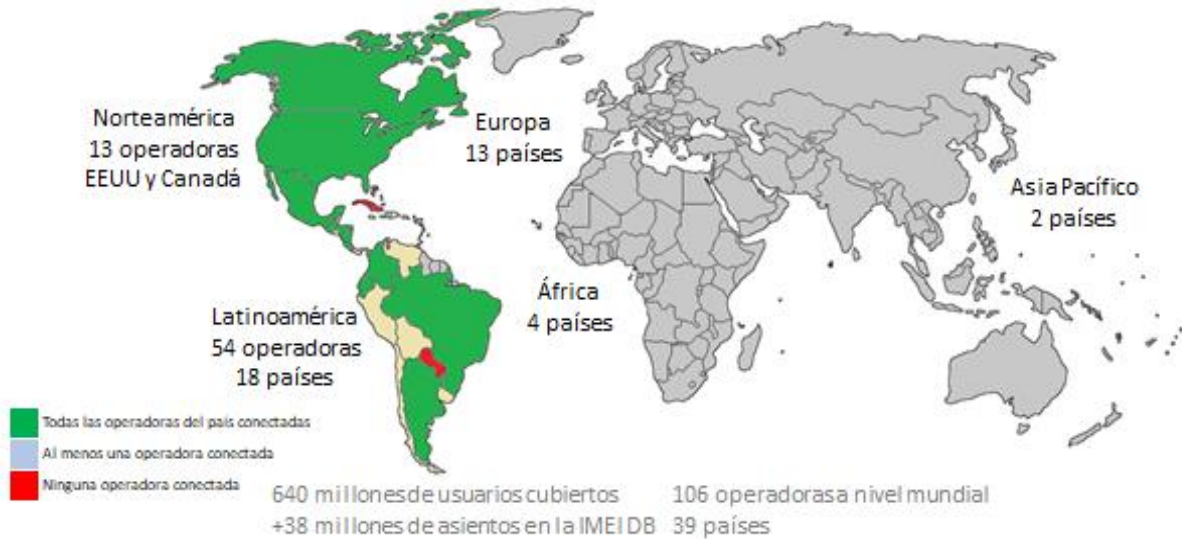 Norteamérica
13 operadoras
EEUU y Canadá
Europa
13 países
Asia Pacífico
2 países
África
4 países
Latinoamérica
54 operadoras
18 países
Todas las operadoras del país conectadas
Al menos una operadora conectada
Ninguna operadora conectada
640 millones de usuarios cubiertos
106 operadoras a nivel mundial
+38 millones de asientos en la IMEI DB
39 países